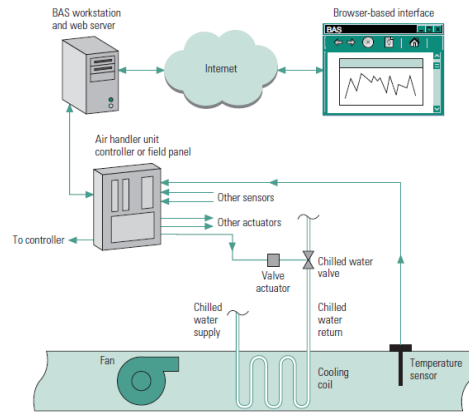 BAS workstation
and web server
Browser-based interface
BAS
Internet
Air handler unit
controller or field panel
Other sensors
Other actuators
To controller
Valve
actuator
Chilled water
valve
Chilled
water
supply
Chilled
water
return
Fan
Cooling
coil
Temperature
sensor